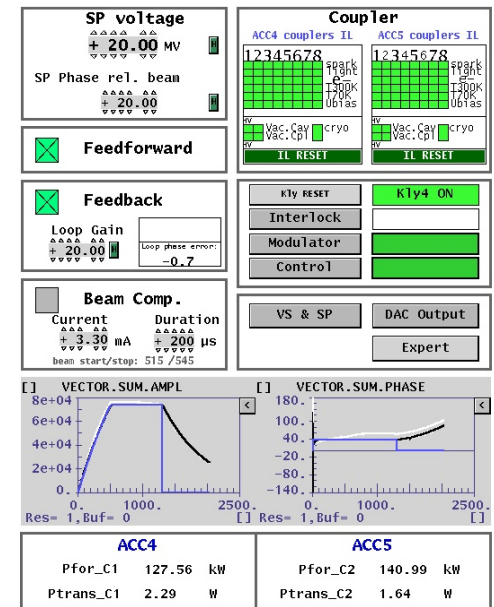 SP voltage
+ 20.00 MV
SP Phase rel. beam
+ 20.00
Feedforward
Feedback
Loop Gain
+ 20.00
Loop phase error:
-0.7
Beam Comp.
Current Duration
+ 3.30 mA + 200 µs
beam start/stop: 515 /545
Coupler
ACC4 couplers IL ACC5 couplers IL
12345678 12345678
spark spark
light light
e- e-
T300K T300K
T70K T70K
Ubias Ubias
HV HV
Vac.Cav cryo Vac.Cav cryo
Vac.Cpl Vac.Cpl
HV HV
IL RESET IL RESET
Kly RESET Kly4 ON
Interlock
Modulator
Control
VS & SP DAC Output
Expert
[] VECTOR.SUM.AMPL
8e+04 <
6e+04
4e+04
2e+04
0.
0. 1000. 2500.
Res= 1,Buf= 0 []
[] VECTOR.SUM.PHASE
180. <
100.
40.
-20.
-80.
-140.
0. 1000. 2500.
Res= 1,Buf= 0 []
ACC4 ACC5
Pfor_C1 127.56 kW Pfor_C2 140.99 kW
Ptrans_C1 2.29 W Ptrans_C2 1.64 W